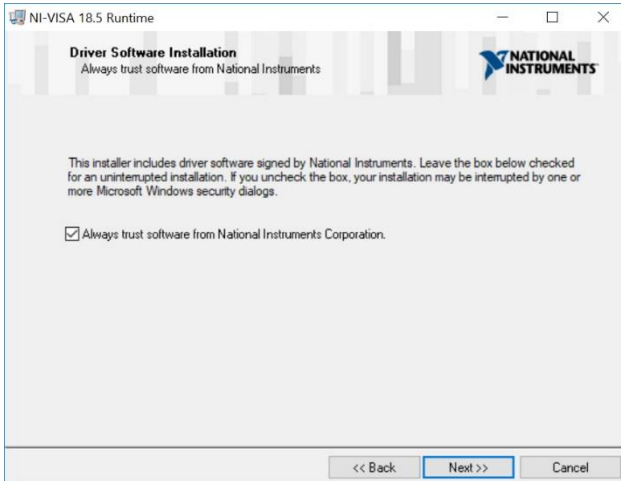 NI-VISA 18.5 Runtime
Driver Software Installation
Always trust software from National Instruments
NATIONAL
INSTRUMENTS
This installer includes driver software signed by National Instruments. Leave the box below checked
for an uninterrupted installation. If you uncheck the box, your installation may be interrupted by one or
more Microsoft Windows security dialogs.
Always trust software from National Instruments Corporation.
<< Back
Next >>
Cancel